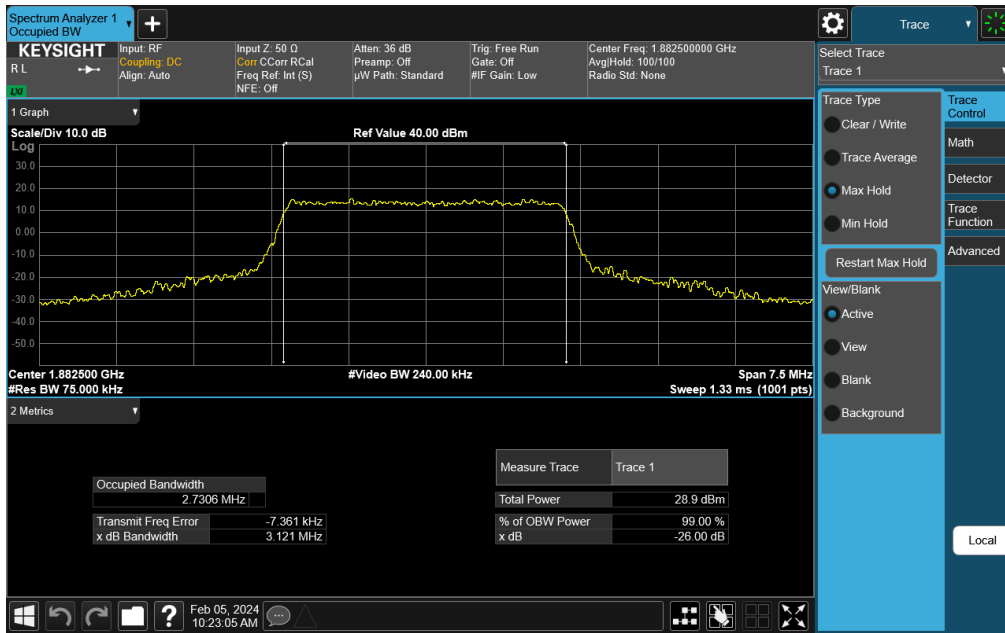 Spectrum Analyzer 1
Occupied BW
Trace
KEYSIGHT
R L
LXI
Input: RF
Coupling: DC
Align: Auto
Input Z: 50 Ω
Corr CCorr RCal
Freq Ref: Int (S)
NFE: Off
Atten: 36 dB
Preamp: Off
µW Path: Standard
Trig: Free Run
Gate: Off
#IF Gain: Low
Center Freq: 1.882500000 GHz
Avg|Hold: 100/100
Radio Std: None
Select Trace
Trace 1
1 Graph
Scale/Div 10.0 dB
Ref Value 40.00 dBm
Log
30.0
20.0
10.0
0.00
-10.0
-20.0
-30.0
-40.0
-50.0
Center 1.882500 GHz
#Video BW 240.00 kHz
Span 7.5 MHz
#Res BW 75.000 kHz
Sweep 1.33 ms (1001 pts)
2 Metrics
Measure Trace Trace 1
Occupied Bandwidth
2.7306 MHz
Total Power 28.9 dBm
Transmit Freq Error -7.361 kHz
% of OBW Power 99.00 %
x dB Bandwidth 3.121 MHz
x dB -26.00 dB
Trace Type
Clear / Write
Trace Average
Max Hold
Min Hold
Restart Max Hold
View/Blank
Active
View
Blank
Background
Trace
Control
Math
Detector
Trace
Function
Advanced
Local
?
Feb 05, 2024
10:23:05 AM